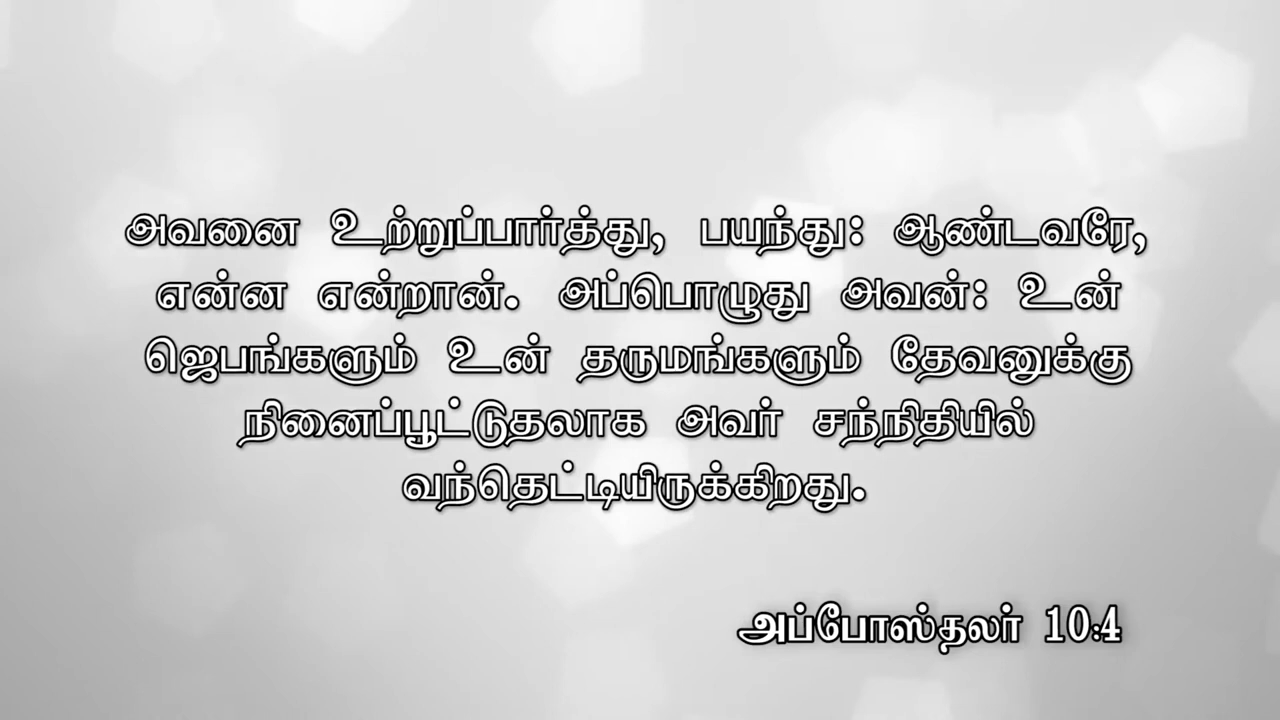 அவனை உற்றுப்பார்த்து, பயந்து: ஆண்டவரே,
என்ன என்றான். அப்பொழுது அவன்: உன்
ஜெபங்களும் உன் தருமங்களும் தேவனுக்கு
நினைப்பூட்டுதலாக அவர் சந்நிதியில்
வந்தெட்டியிருக்கிறது.
அப்போஸ்தலர் 10:4